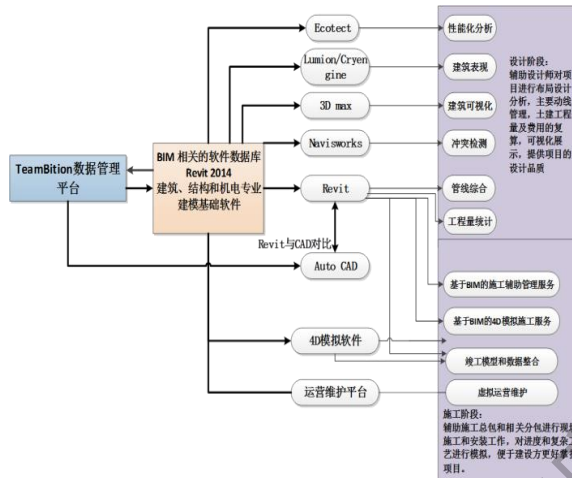 TeamBition数据管理
平台
BIM 相关的软件数据库
Revit 2014
建筑、结构和机电专业
建模基础软件
Ecotect
Lumion/Cryen
gine
3D max
Navisworks
Revit
Revit与CAD对比
Auto CAD
4D模拟软件
运营维护平台
性能化分析
建筑表现
建筑可视化
冲突检测
管线综合
工程量统计
设计阶段:
辅助设计师对项
目进行布局设计
分析，主要动线
管理，土建工程
量及费用的复
算，可视化展
示，提供项目的
设计品质
基于BIM的施工辅助管理服务
基于BIM的4D模拟施工服务
竣工模型和数据整合
虚拟运营维护
施工阶段:
辅助施工总包和相关分包进行现
施工和安装工作，对进度和复杂
艺进行模拟，便于建设方更好掌
项目。